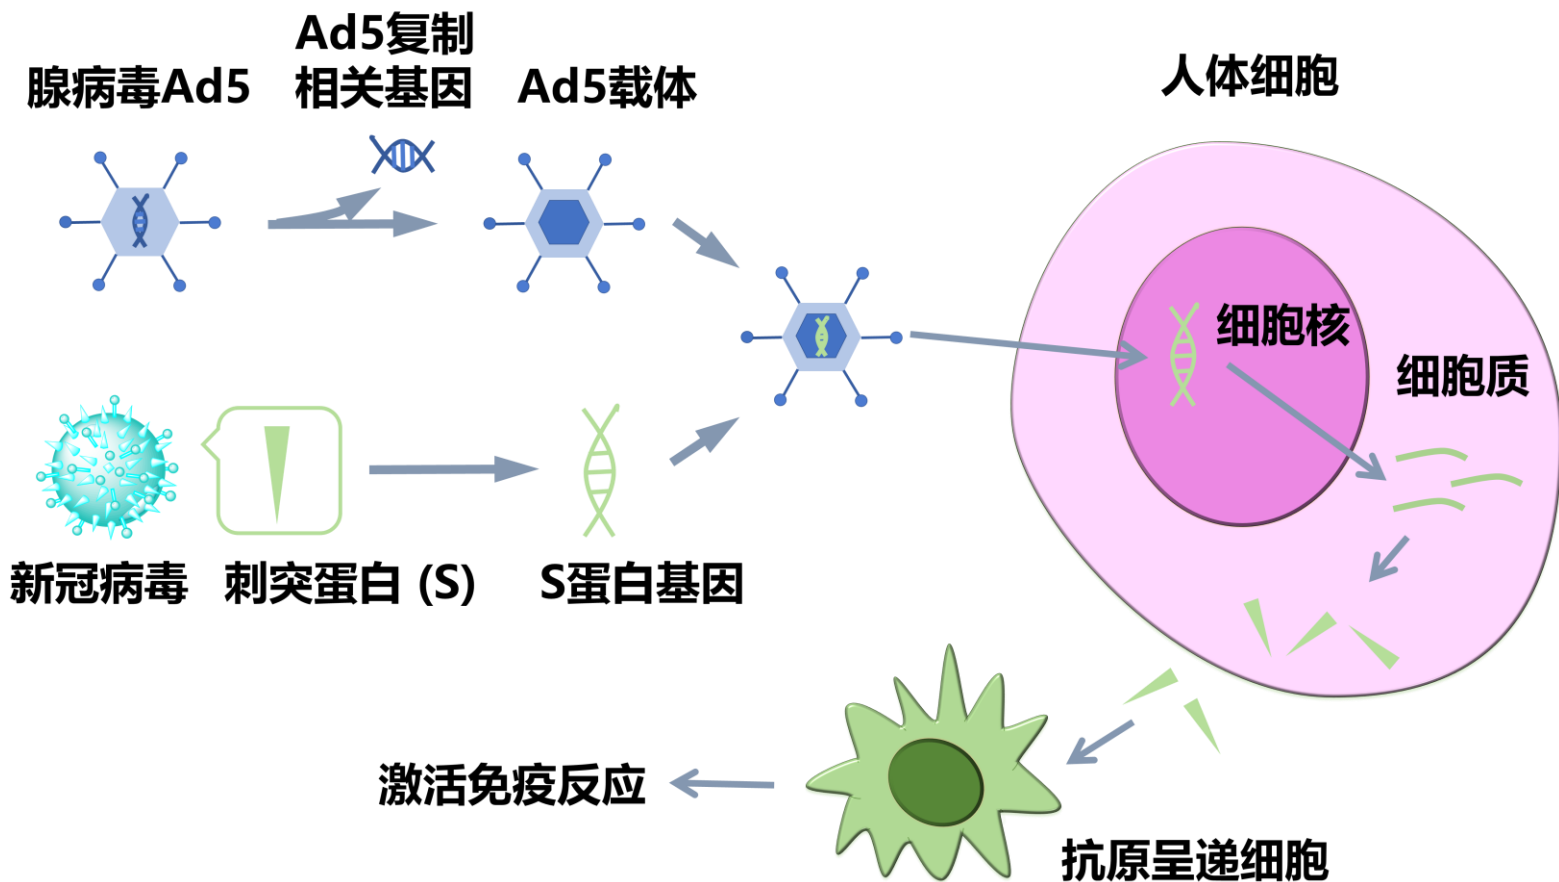 腺病毒Ad5
Ad5复制
相关基因
Ad5载体
人体细胞
细胞核
细胞质
新冠病毒
刺突蛋白 (S)
S蛋白基因
激活免疫反应
抗原呈递细胞